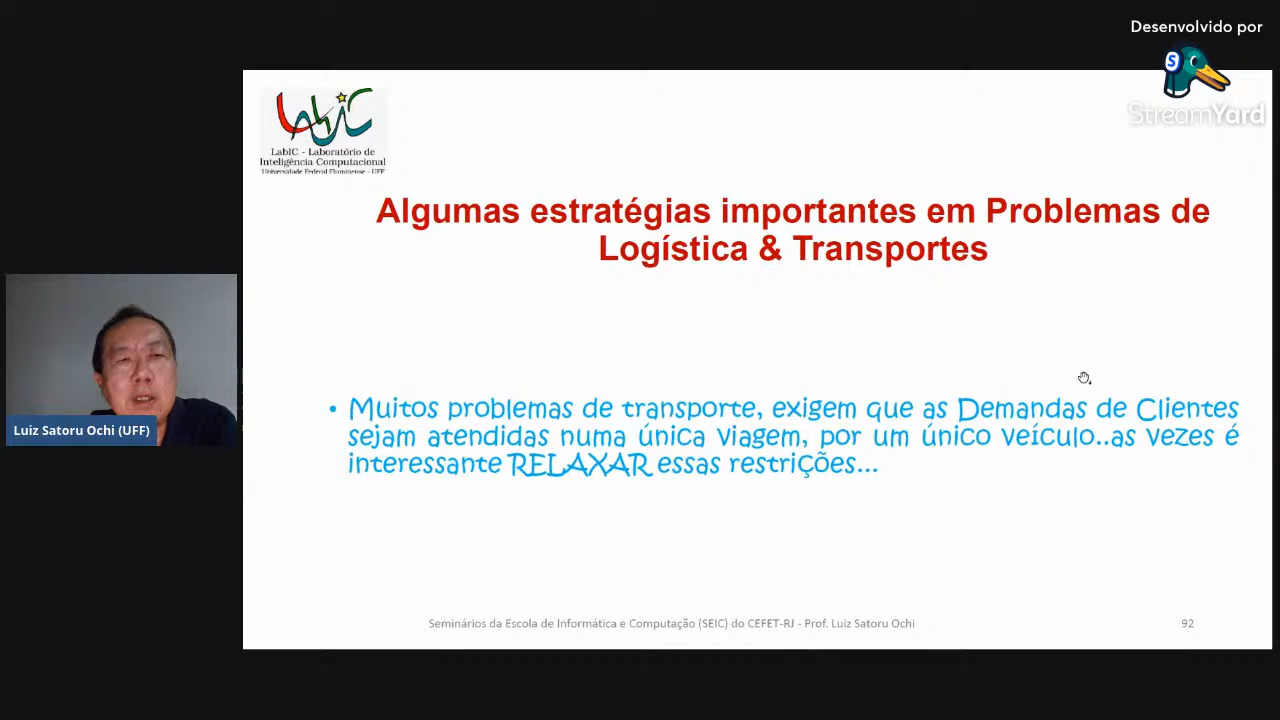 Desenvolvido por
StreamYard
LabIC - Laboratório de
Inteligência Computacional
Universidade Federal Fluminense - UFF
Algumas estratégias importantes em Problemas de
Logística & Transportes
• Muitos problemas de transporte, exigem que as Demandas de Clientes
sejam atendidas numa única viagem, por um único veículo..as vezes é
interessante RELAXAR essas restrições...
Luiz Satoru Ochi (UFF)
Seminários da Escola de Informática e Computação (SEIC) do CEFET-RJ - Prof. Luiz Satoru Ochi
92